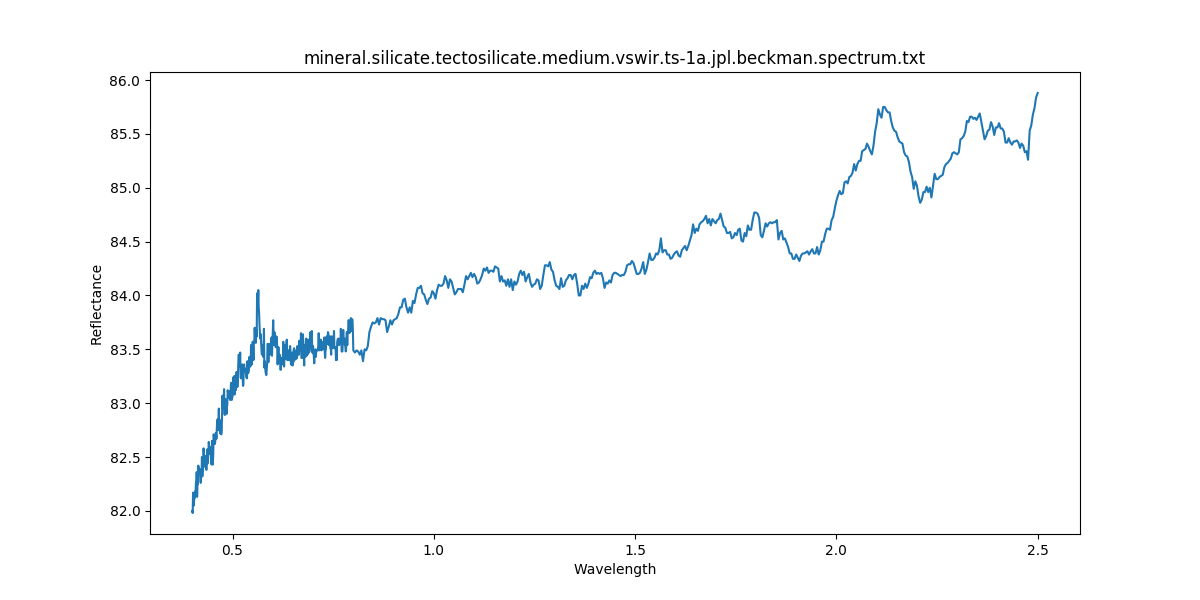 mineral.silicate.tectosilicate.medium.vswir.ts-1a.jpl.beckman.spectrum.txt
86.0
85.5
85.0
84.5
84.0
83.5
83.0
82.5
82.0
Reflectance
0.5 1.0 1.5 2.0 2.5
Wavelength